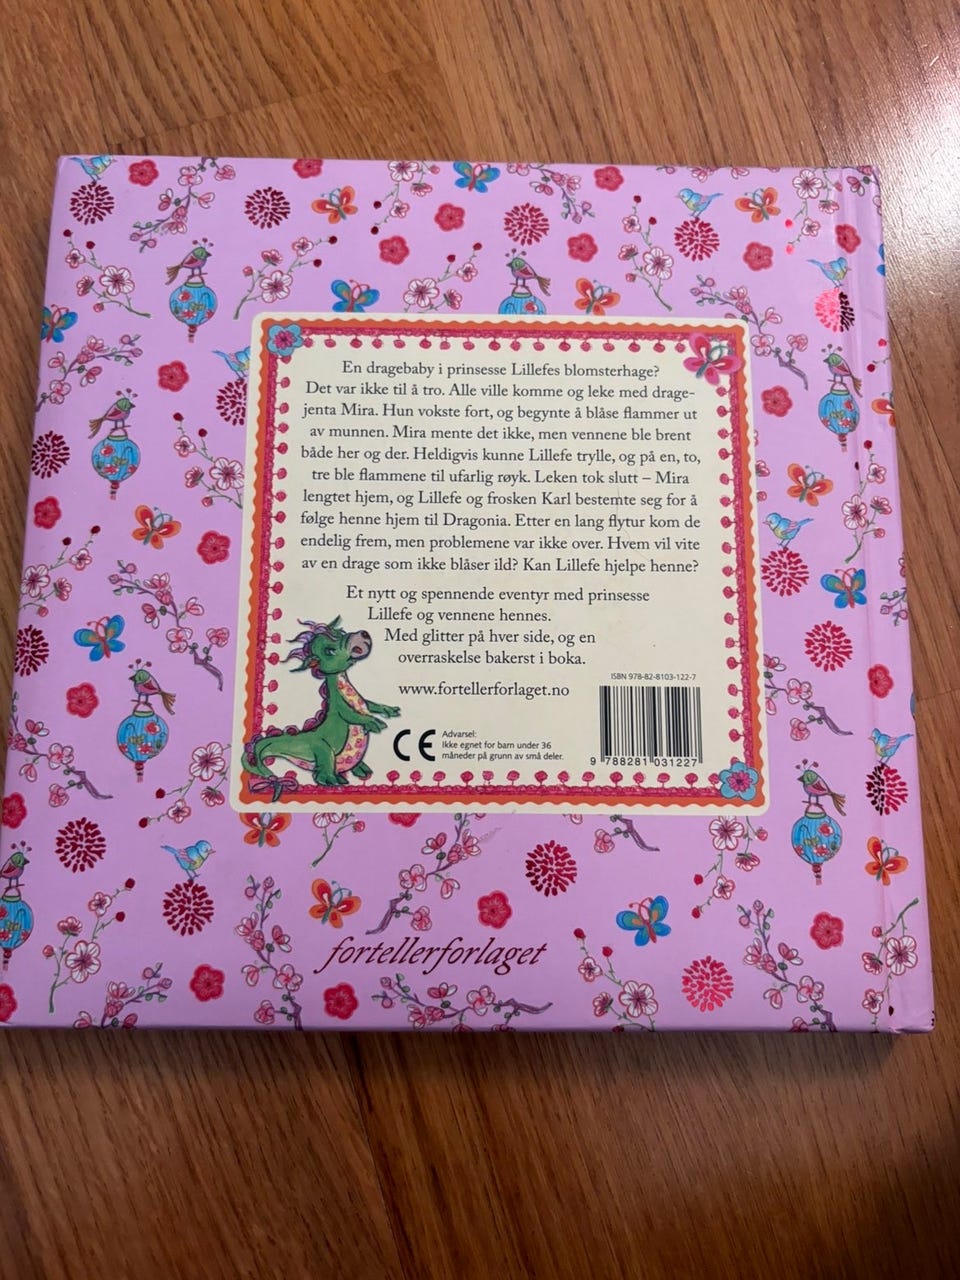 En dragebaby i prinsesse Lillefes blomsterhage?
Det var ikke til å tro. Alle ville komme og leke med drage-
jenta Mira. Hun vokste fort, og begynte å blåse flammer ut
av munnen. Mira mente det ikke, men vennene ble brent
både her og der. Heldigvis kunne Lillefe trylle, og på en, to,
tre ble flammene til ufarlig røyk. Leken tok slutt – Mira
lengtet hjem, og Lillefe og frosken Karl bestemte seg for å
følge henne hjem til Dragonia. Etter en lang flytur kom de
endelig frem, men problemene var ikke over. Hvem vil vite
av en drage som ikke blåser ild? Kan Lillefe hjelpe henne?
Et nytt og spennende eventyr med prinsesse
Lillefe og vennene hennes.
Med glitter på hver side, og en
overraskelse bakerst i boka.
www.fortellerforlaget.no
ISBN 978-82-8103-122-7
CE
Advarsel:
Ikke egnet for barn under 36
måneder på grunn av små deler.
9 788281 031227
fortellerforlaget